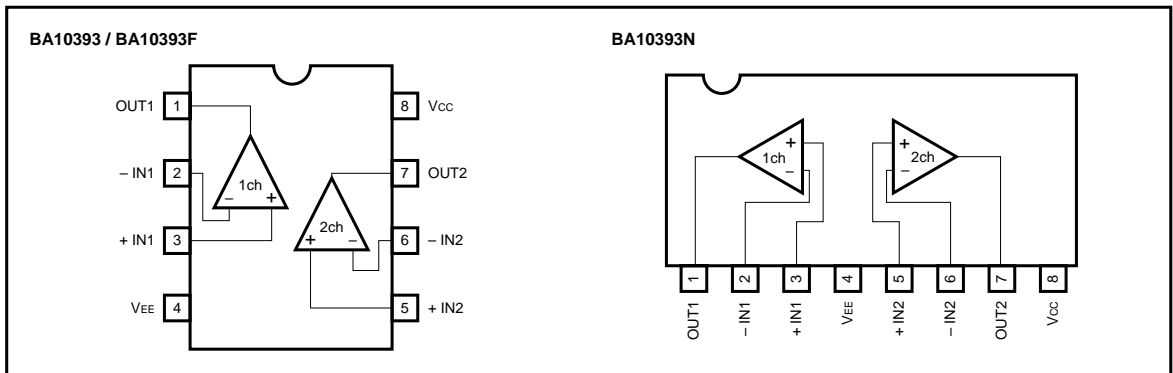 BA10393 / BA10393F
OUT1 1
8 VCC
– IN1 2
7 OUT2
1ch
– +
+ IN1 3
2ch
+ –
6 – IN2
VEE 4
5 + IN2
BA10393N
1ch
+
–
2ch
+
–
1 2 3 4 5 6 7 8
OUT1
– IN1
+ IN1
VEE
+ IN2
– IN2
OUT2
VCC